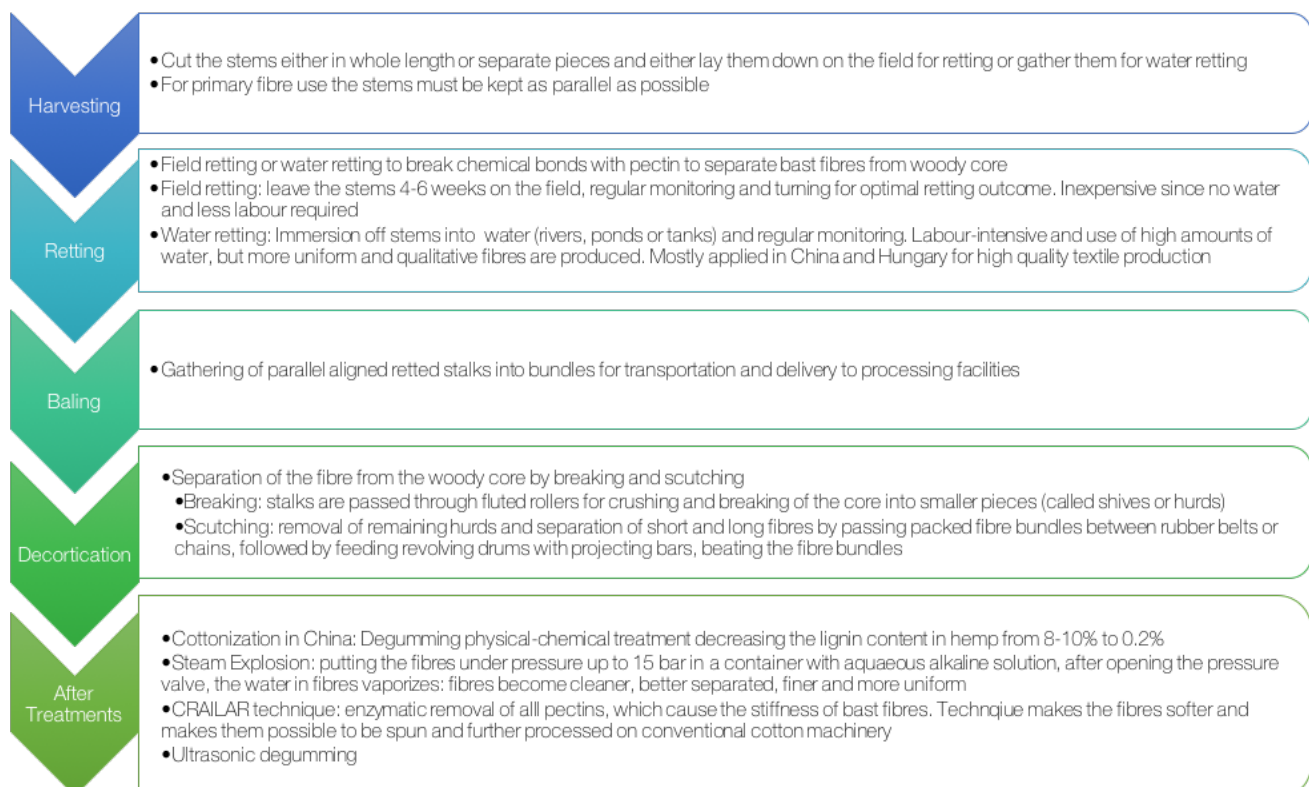 Harvesting
•Cut the stems either in whole length or separate pieces and either lay them down on the field for retting or gather them for water retting
•For primary fibre use the stems must be kept as parallel as possible
Retting
•Field retting or water retting to break chemical bonds with pectin to separate bast fibres from woody core
•Field retting: leave the stems 4-6 weeks on the field, regular monitoring and turning for optimal retting outcome. Inexpensive since no water
and less labour required
•Water retting: Immersion off stems into water (rivers, ponds or tanks) and regular monitoring. Labour-intensive and use of high amounts of
water, but more uniform and qualitative fibres are produced. Mostly applied in China and Hungary for high quality textile production
Baling
•Gathering of parallel aligned retted stalks into bundles for transportation and delivery to processing facilities
Decortication
•Separation of the fibre from the woody core by breaking and scutching
•Breaking: stalks are passed through fluted rollers for crushing and breaking of the core into smaller pieces (called shives or hurds)
•Scutching: removal of remaining hurds and separation of short and long fibres by passing packed fibre bundles between rubber belts or
chains, followed by feeding revolving drums with projecting bars, beating the fibre bundles
After
Treatments
•Cottonization in China: Degumming physical-chemical treatment decreasing the lignin content in hemp from 8-10% to 0.2%
•Steam Explosion: putting the fibres under pressure up to 15 bar in a container with aquaeous alkaline solution, after opening the pressure
valve, the water in fibres vaporizes: fibres become cleaner, better separated, finer and more uniform
•CRAILAR technique: enzymatic removal of alll pectins, which cause the stiffness of bast fibres. Technqiue makes the fibres softer and
makes them possible to be spun and further processed on conventional cotton machinery
•Ultrasonic degumming